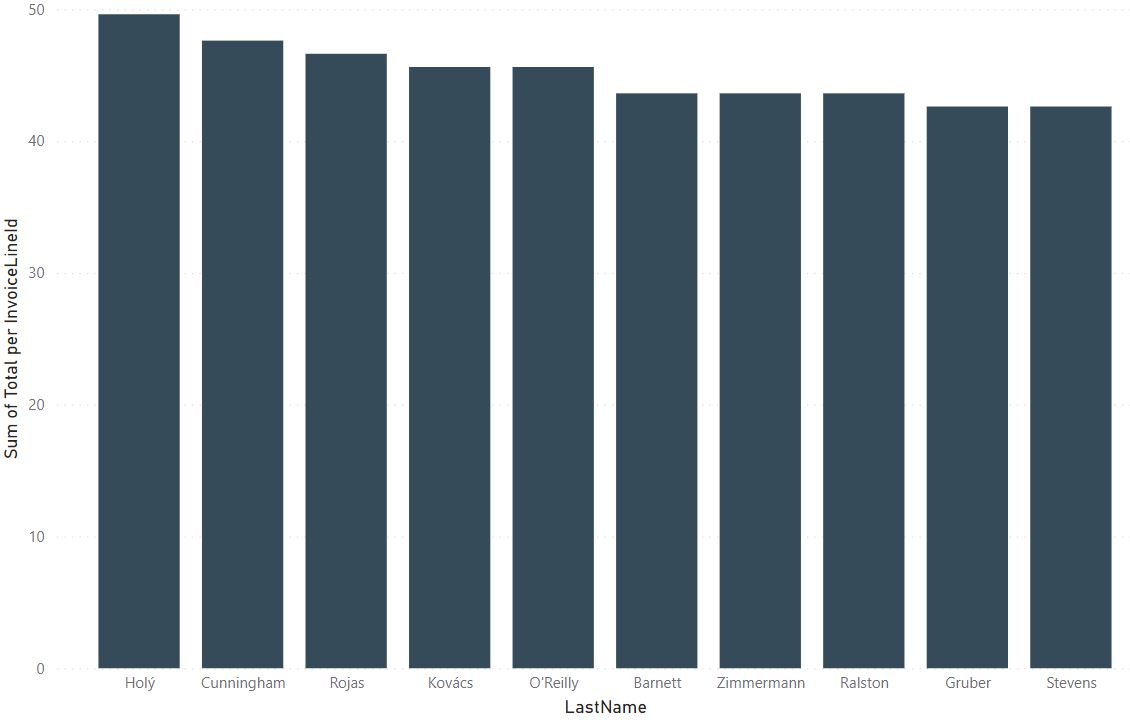 50
40
30
20
10
0
Sum of Total per InvoiceLineId
Holý Cunningham Rojas Kovács O'Reilly Barnett Zimmermann Ralston Gruber Stevens
LastName